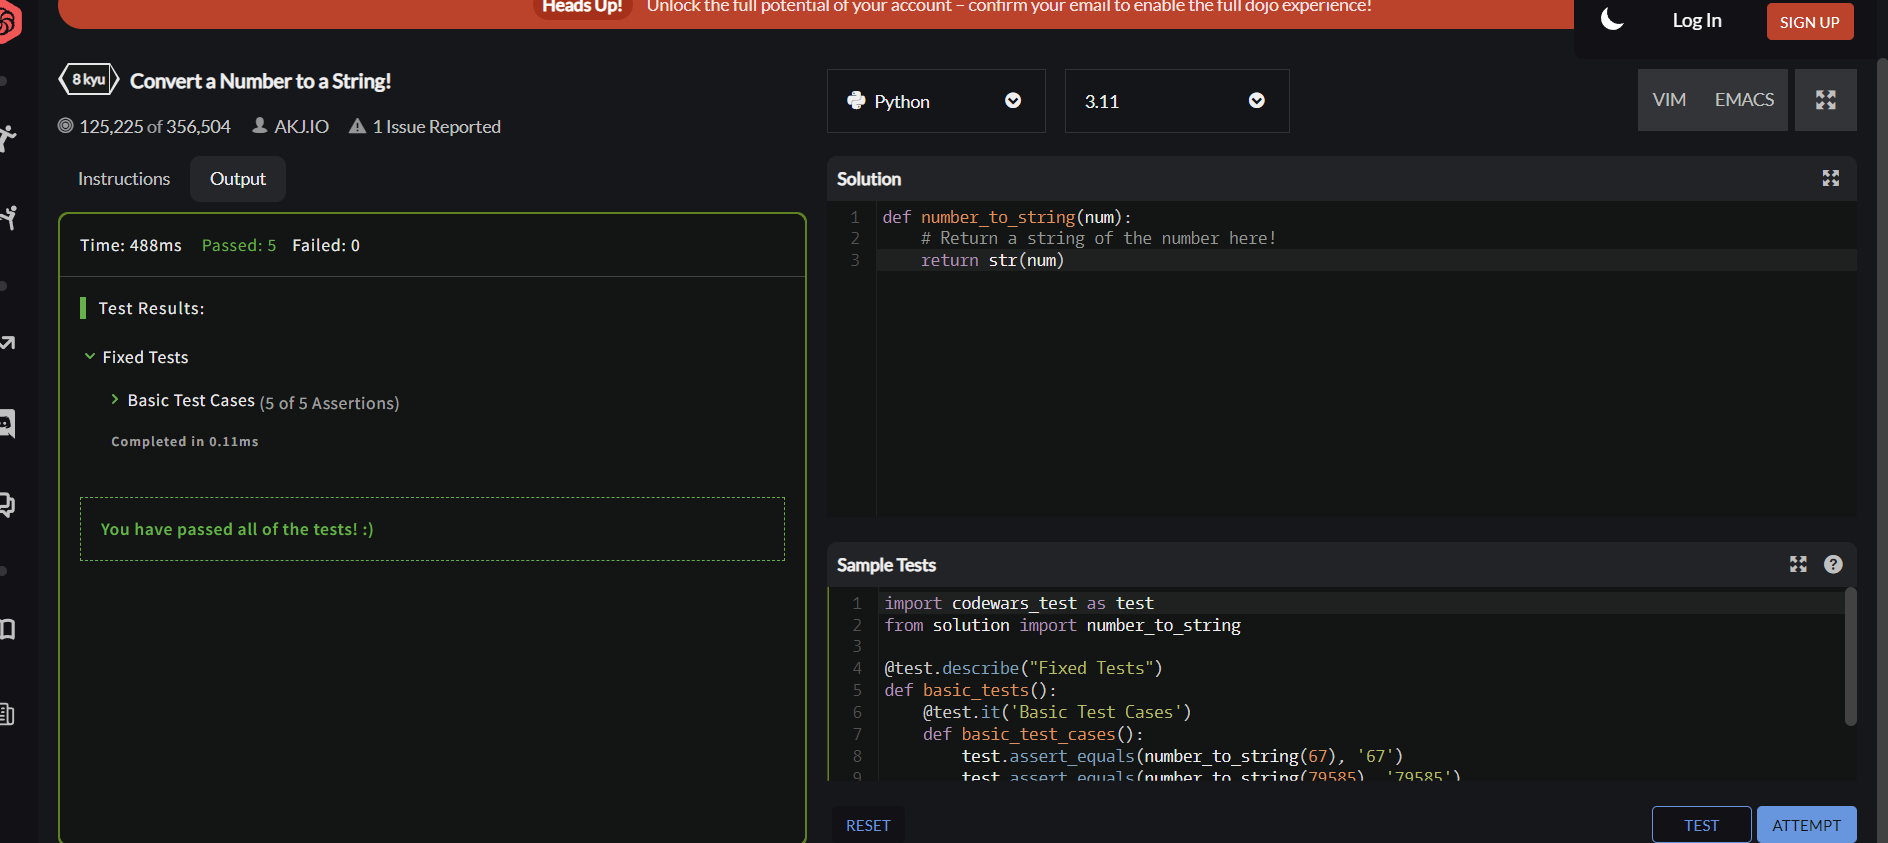 Heads Up! Unlock the full potential of your account – confirm your email to enable the full dojo experience!
Log In
SIGN UP
8 kyu Convert a Number to a String!
125,225 of 356,504 AKJ.IO 1 Issue Reported
Instructions Output
Time: 488ms Passed: 5 Failed: 0
Test Results:
Fixed Tests
Basic Test Cases (5 of 5 Assertions)
Completed in 0.11ms
You have passed all of the tests! :)
Python 3.11
VIM EMACS
Solution
1 def number_to_string(num):
2 # Return a string of the number here!
3 return str(num)
Sample Tests
1 import codewars_test as test
2 from solution import number_to_string
3
4 @test.describe("Fixed Tests")
5 def basic_tests():
6 @test.it('Basic Test Cases')
7 def basic_test_cases():
8 test.assert_equals(number_to_string(67), '67')
9 test.assert_equals(number_to_string(79585), '79585')
RESET TEST ATTEMPT